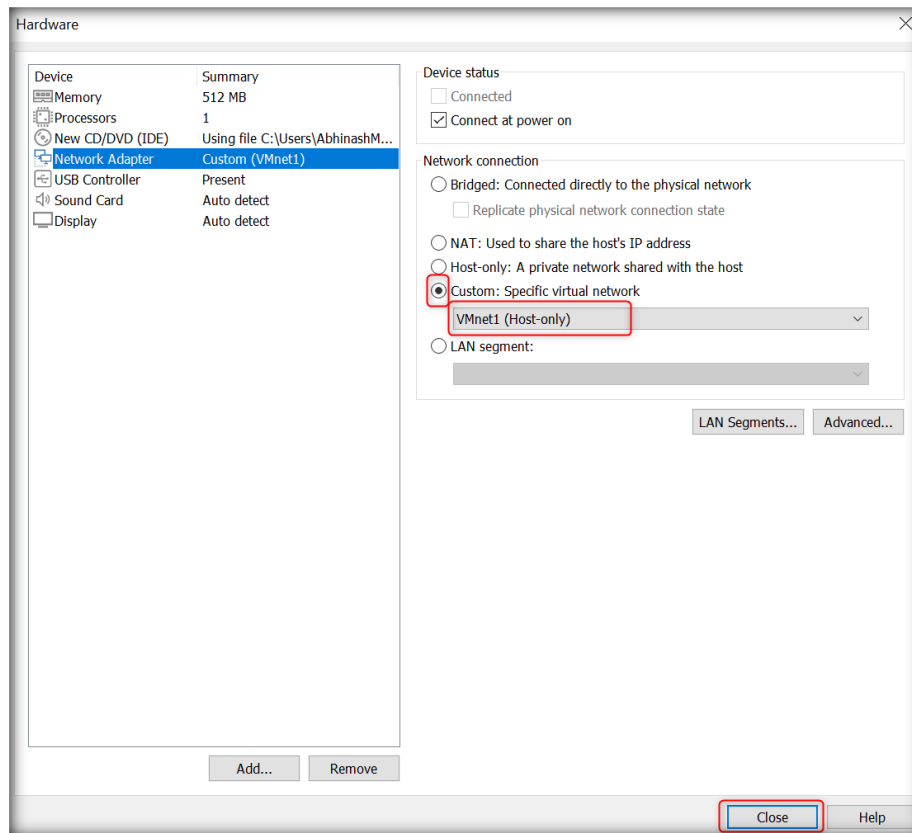 Hardware
Device Summary
Memory 512 MB
Processors 1
New CD/DVD (IDE) Using file C:\Users\AbhinashM...
Network Adapter Custom (VMnet1)
USB Controller Present
Sound Card Auto detect
Display Auto detect
Add... Remove
Device status
Connected
Connect at power on
Network connection
Bridged: Connected directly to the physical network
Replicate physical network connection state
NAT: Used to share the host's IP address
Host-only: A private network shared with the host
Custom: Specific virtual network
VMnet1 (Host-only)
LAN segment:
LAN Segments... Advanced...
Close Help